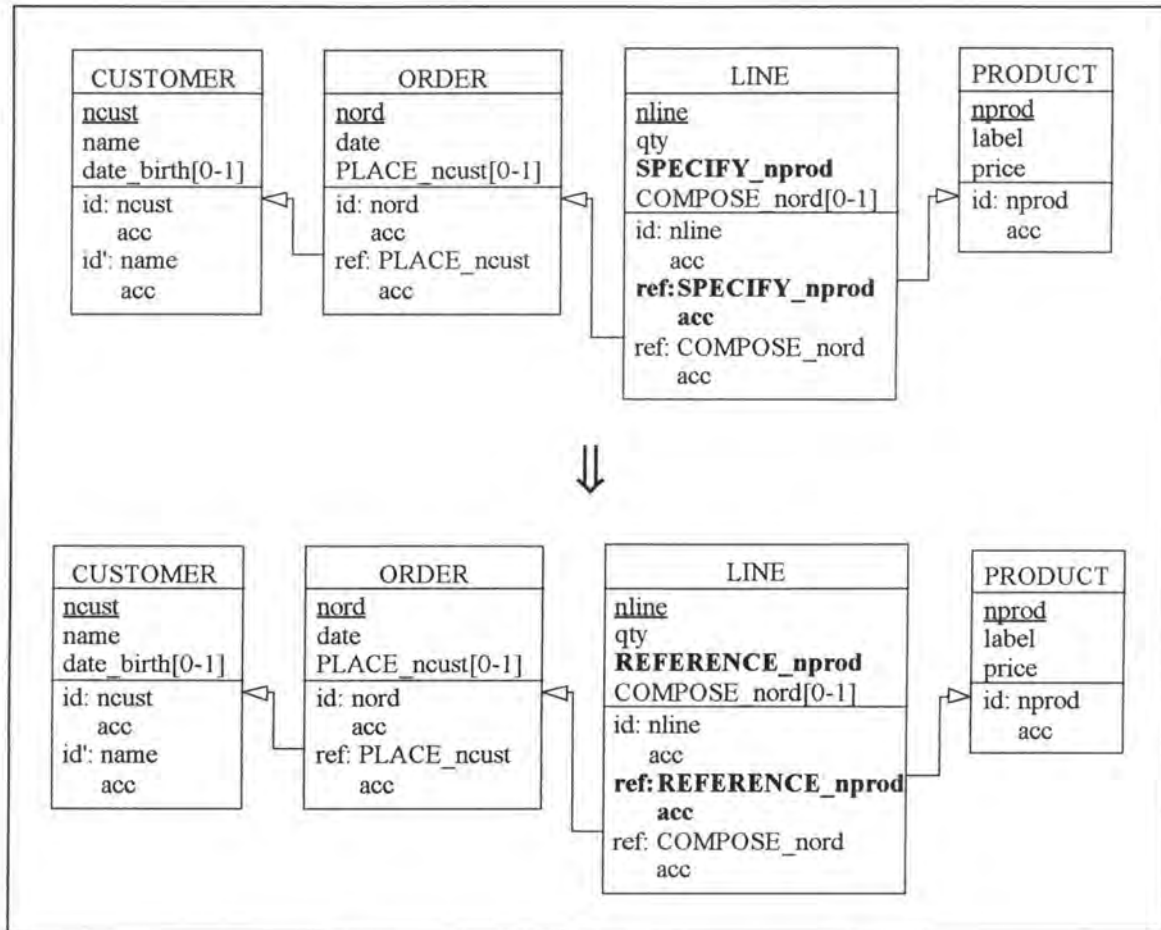 CUSTOMER
ncust
name
date_birth[0-1]
id: ncust
acc
id': name
acc
ORDER
nord
date
PLACE_ncust[0-1]
id: nord
acc
ref: PLACE_ncust
acc
LINE
nline
qty
SPECIFY_nprod
COMPOSE_nord[0-1]
id: nline
acc
ref:SPECIFY_nprod
acc
ref: COMPOSE_nord
acc
PRODUCT
nprod
label
price
id: nprod
acc
⇓
CUSTOMER
ncust
name
date_birth[0-1]
id: ncust
acc
id': name
acc
ORDER
nord
date
PLACE_ncust[0-1]
id: nord
acc
ref: PLACE_ncust
acc
LINE
nline
qty
REFERENCE_nprod
COMPOSE_nord[0-1]
id: nline
acc
ref:REFERENCE_nprod
acc
ref: COMPOSE_nord
acc
PRODUCT
nprod
label
price
id: nprod
acc